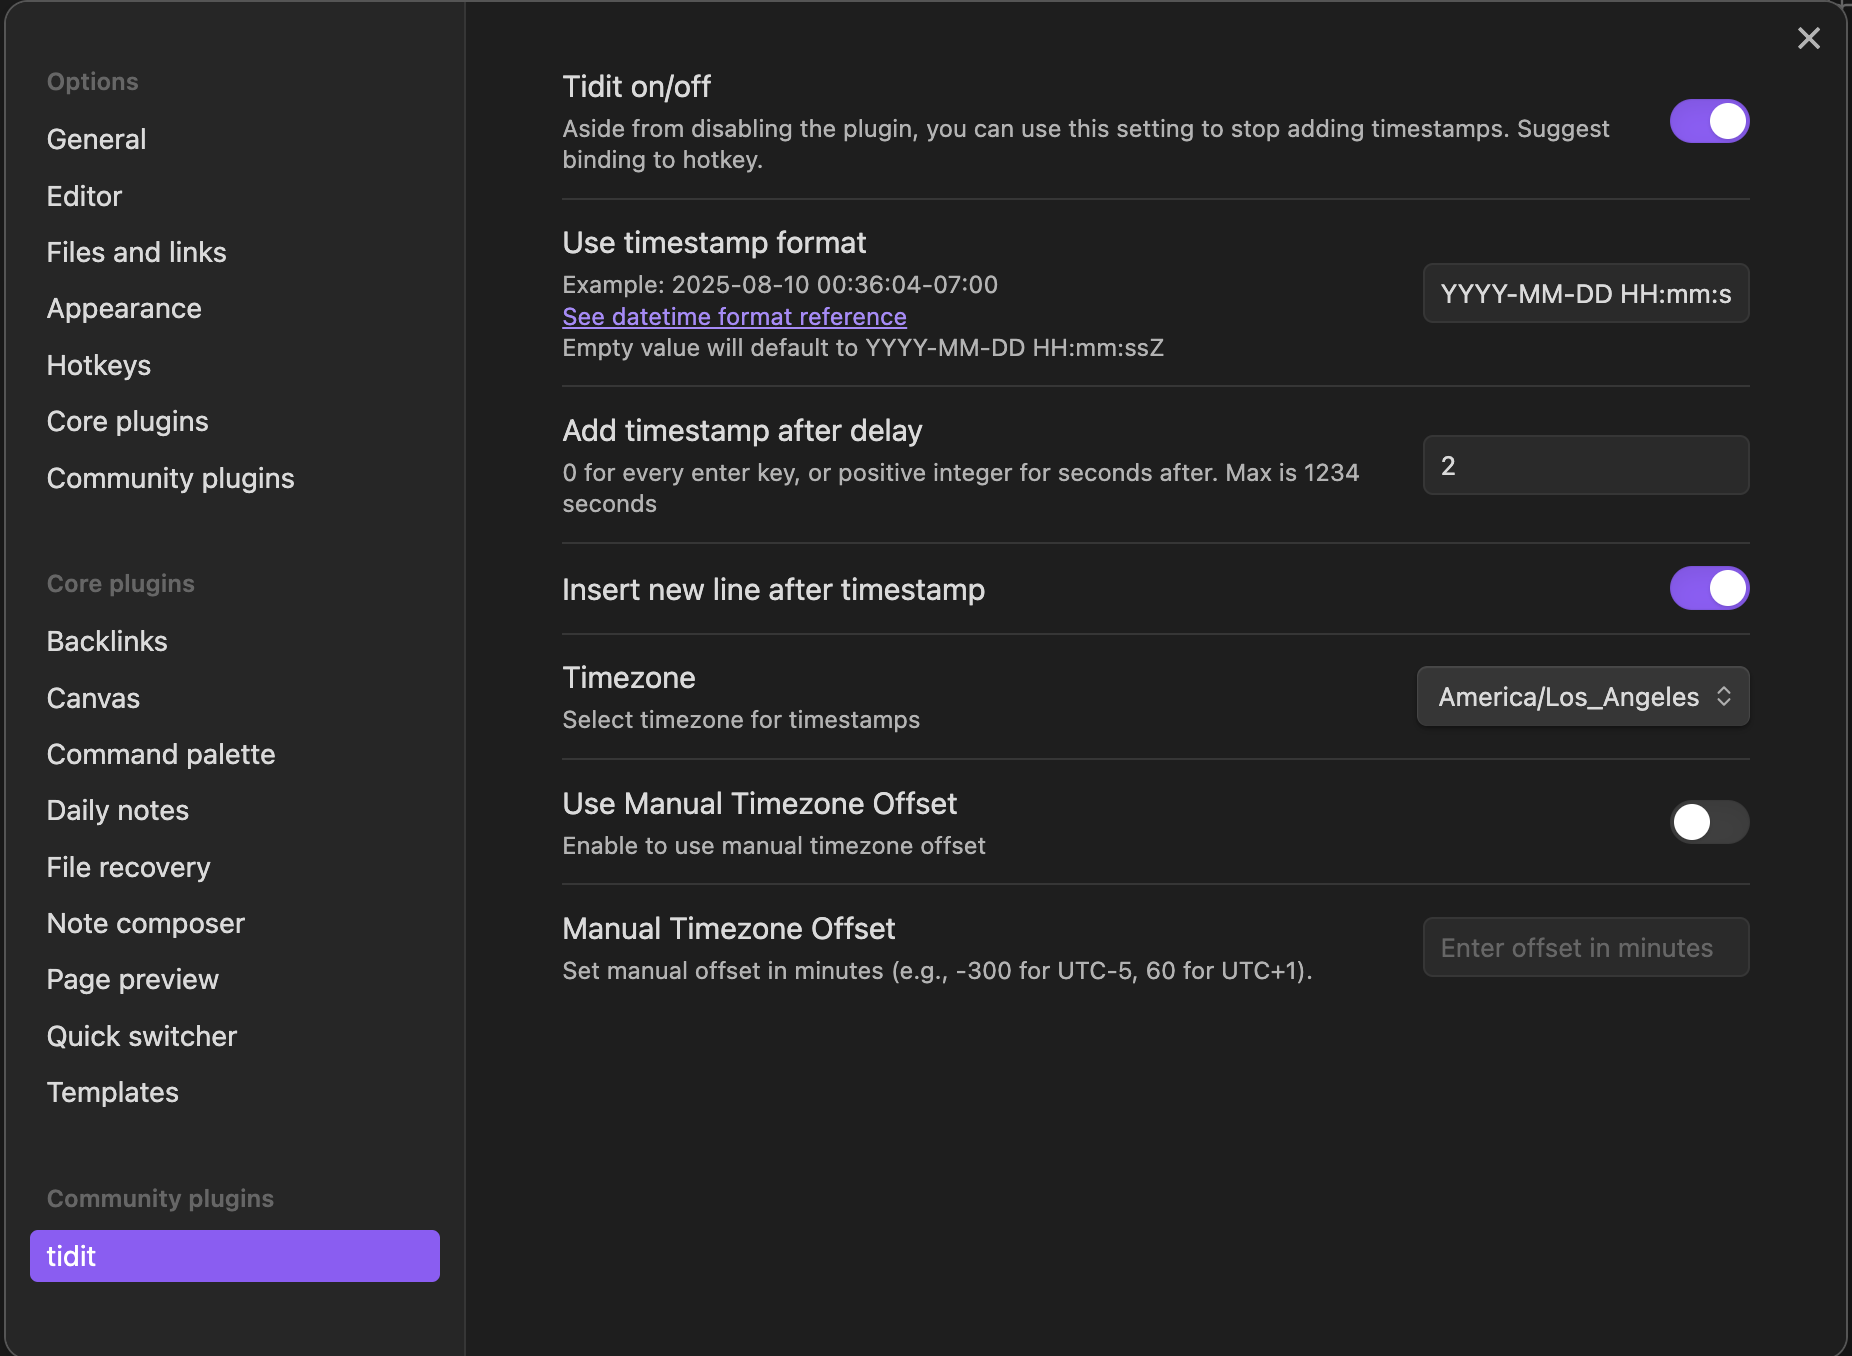 Options
General
Editor
Files and links
Appearance
Hotkeys
Core plugins
Community plugins
Core plugins
Backlinks
Canvas
Command palette
Daily notes
File recovery
Note composer
Page preview
Quick switcher
Templates
Community plugins
tidit
Tidit on/off
Aside from disabling the plugin, you can use this setting to stop adding timestamps. Suggest
binding to hotkey.
Use timestamp format
Example: 2025-08-10 00:36:04-07:00
See datetime format reference
Empty value will default to YYYY-MM-DD HH:mm:ssZ
YYYY-MM-DD HH:mm:s
Add timestamp after delay
0 for every enter key, or positive integer for seconds after. Max is 1234
seconds
2
Insert new line after timestamp
Timezone
Select timezone for timestamps
America/Los_Angeles
Use Manual Timezone Offset
Enable to use manual timezone offset
Manual Timezone Offset
Set manual offset in minutes (e.g., -300 for UTC-5, 60 for UTC+1).
Enter offset in minutes